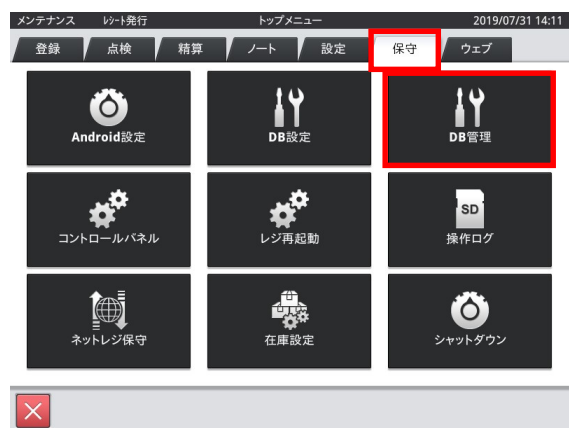 メンテナンス ﾚｼｰﾄ発行 トップメニュー 2019/07/31 14:11
登録 点検 精算 ノート 設定 保守 ウェブ
Android設定 DB設定 DB管理
SD
コントロールパネル レジ再起動 操作ログ
ネットレジ保守 在庫設定 シャットダウン